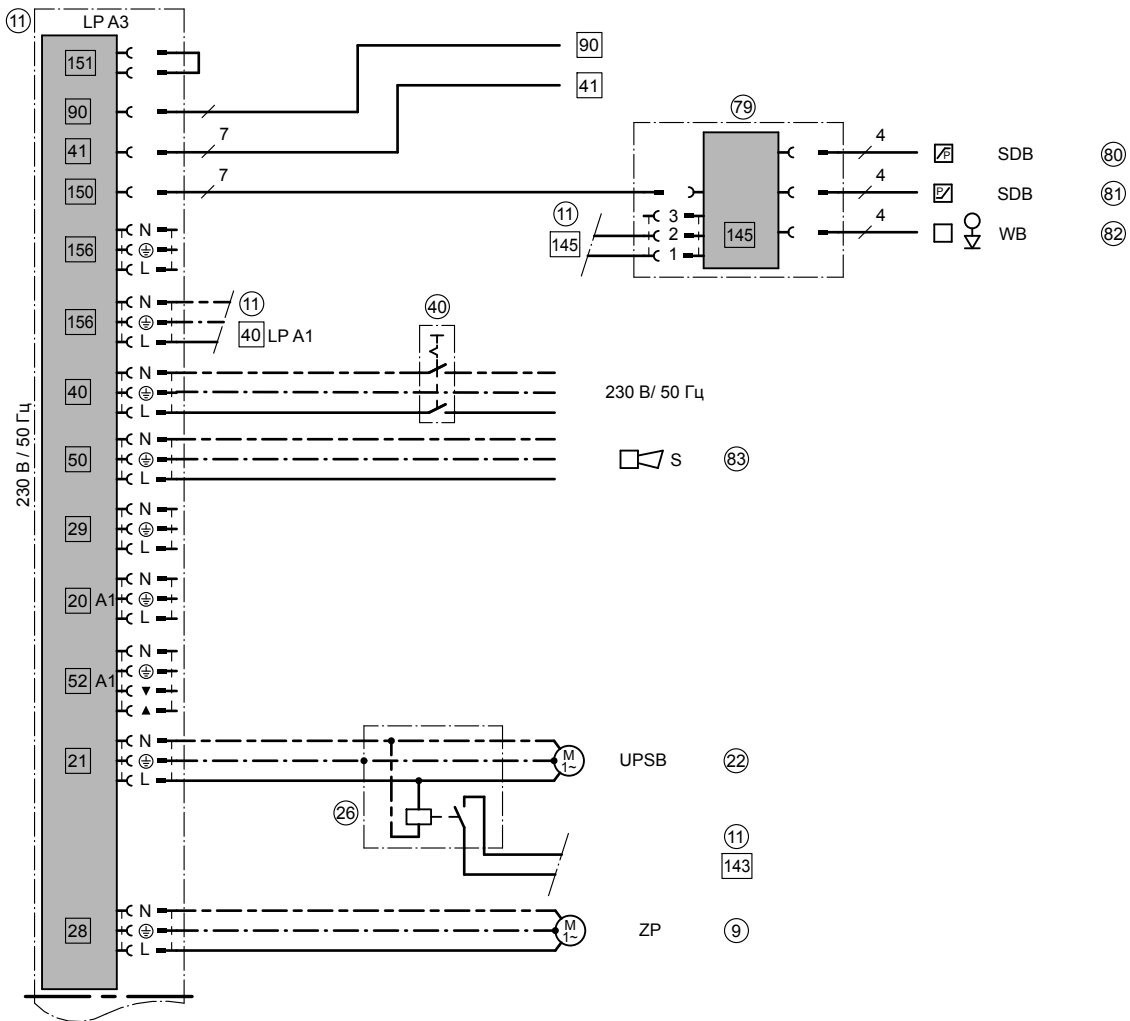 11 LP A3
151
90 90
41 7 41
150 7
79
4 SDB 80
4 SDB 81
4 WB 82
11
145
3
2
1
145
156 N
L
156 N
L
11
40 LP A1
40
40 N
L
230 В/ 50 Гц
230 В / 50 Гц
50 N
L
S 83
29 N
L
20 A1 N
L
52 A1 N
21 N
L
M
1~
UPSB 22
26
11
143
28 N
L
M
1~
ZP 9